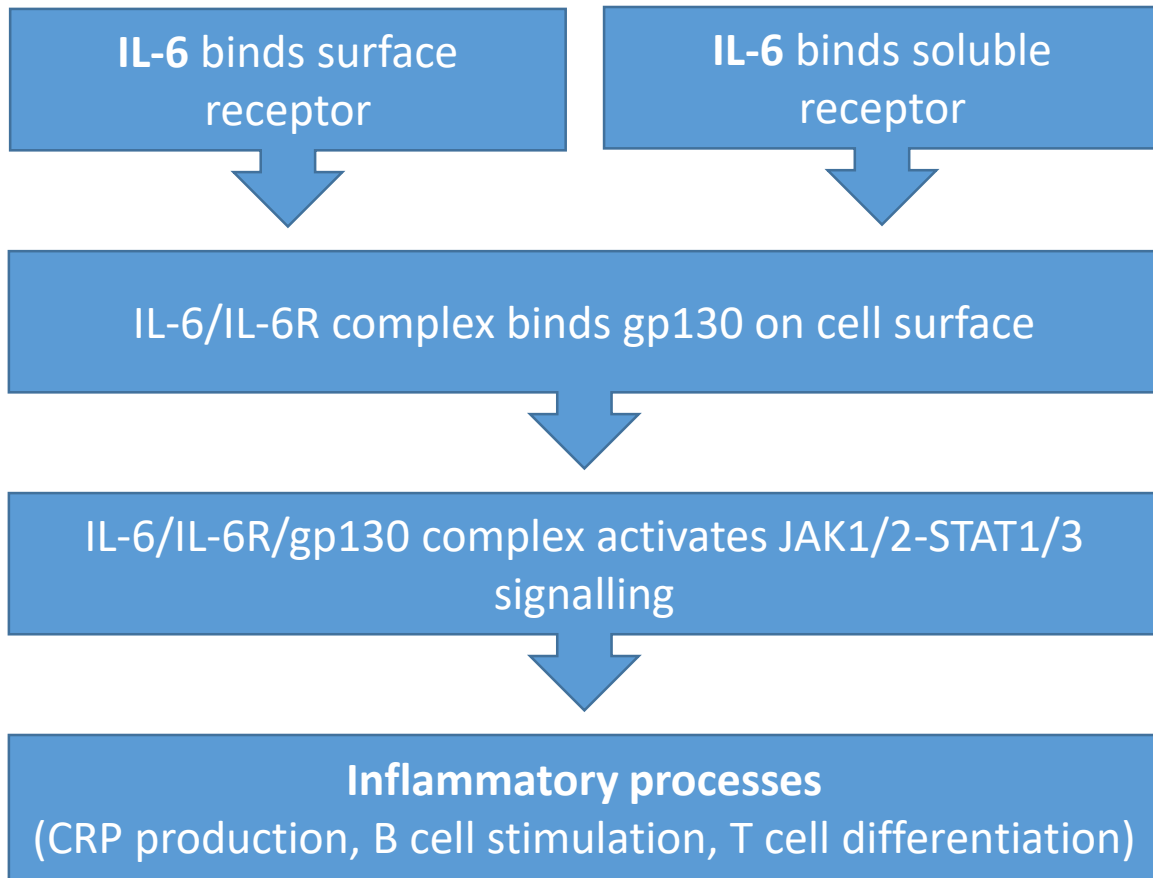 IL-6 binds surface
receptor
IL-6 binds soluble
receptor
IL-6/IL-6R complex binds gp130 on cell surface
IL-6/IL-6R/gp130 complex activates JAK1/2-STAT1/3
signalling
Inflammatory processes
(CRP production, B cell stimulation, T cell differentiation)